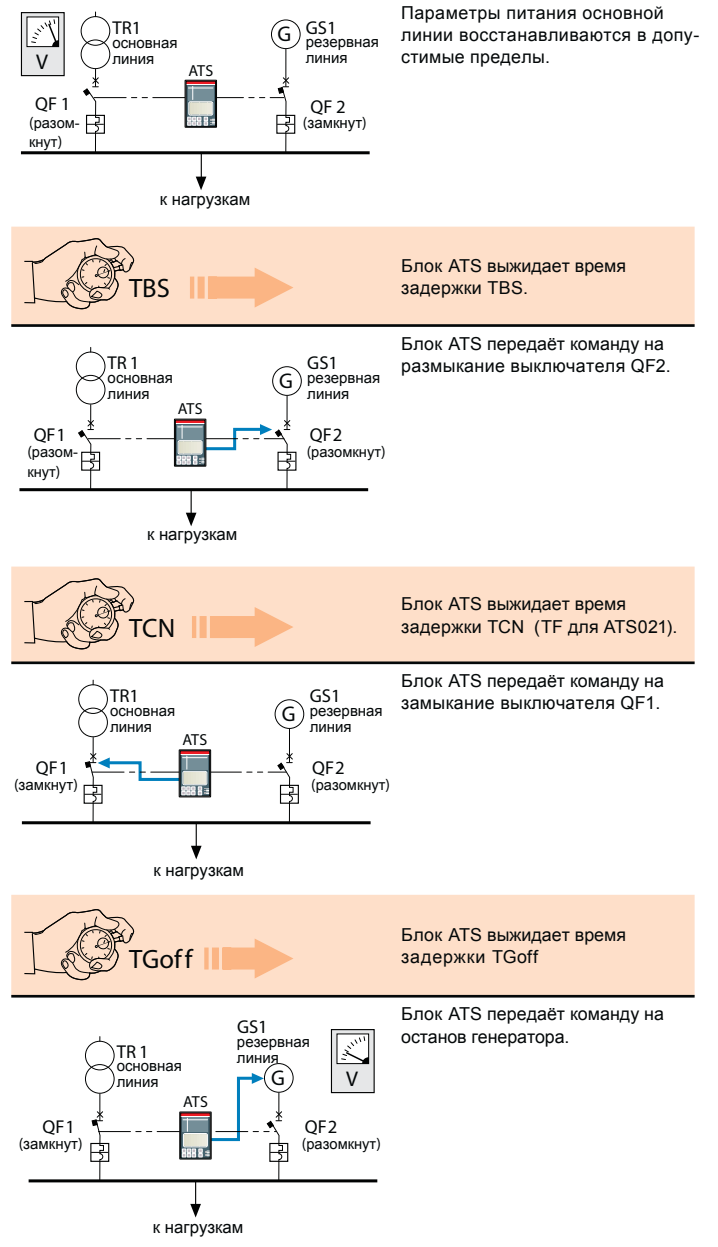 TR1
основная
линия
V
ATS
G
GS1
резервная
линия
QF 1
(разом-
кнут)
QF 2
(замкнут)
к нагрузкам
Параметры питания основной
линии восстанавливаются в допу-
стимые пределы.
TBS
Блок ATS выжидает время
задержки TBS.
TR 1
основная
линия
ATS
G
GS1
резервная
линия
QF1
(разом-
кнут)
QF2
(разомкнут)
к нагрузкам
Блок ATS передаёт команду на
размыкание выключателя QF2.
TCN
Блок ATS выжидает время
задержки TCN (TF для ATS021).
TR1
основная
линия
ATS
G
GS1
резервная
линия
QF1
(замкнут)
QF2
(разомкнут)
к нагрузкам
Блок ATS передаёт команду на
замыкание выключателя QF1.
TGoff
Блок ATS выжидает время
задержки TGoff
TR 1
основная
линия
ATS
GS1
резервная
линия
G
V
QF1
(замкнут)
QF2
(разомкнут)
к нагрузкам
Блок ATS передаёт команду на
останов генератора.